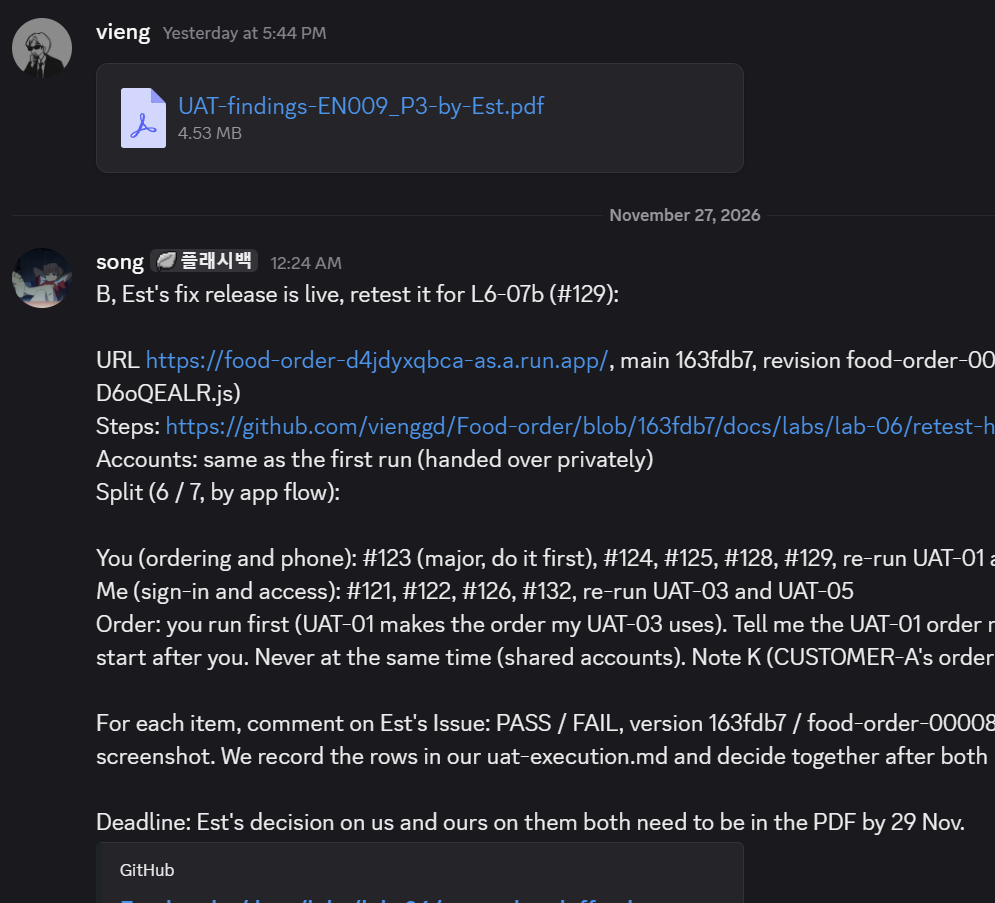 vieng Yesterday at 5:44 PM
UAT-findings-EN009_P3-by-Est.pdf
4.53 MB
November 27, 2026
song 플래시백 12:24 AM
B, Est's fix release is live, retest it for L6-07b (#129):
URL https://food-order-d4jdyxqbca-as.a.run.app/, main 163fdb7, revision food-order-00
D6oQEALR.js)
Steps: https://github.com/vienggd/Food-order/blob/163fdb7/docs/labs/lab-06/retest-h
Accounts: same as the first run (handed over privately)
Split (6 / 7, by app flow):
You (ordering and phone): #123 (major, do it first), #124, #125, #128, #129, re-run UAT-01
Me (sign-in and access): #121, #122, #126, #132, re-run UAT-03 and UAT-05
Order: you run first (UAT-01 makes the order my UAT-03 uses). Tell me the UAT-01 order
start after you. Never at the same time (shared accounts). Note K (CUSTOMER-A's order
For each item, comment on Est's Issue: PASS / FAIL, version 163fdb7 / food-order-00008
screenshot. We record the rows in our uat-execution.md and decide together after both
Deadline: Est's decision on us and ours on them both need to be in the PDF by 29 Nov.
GitHub